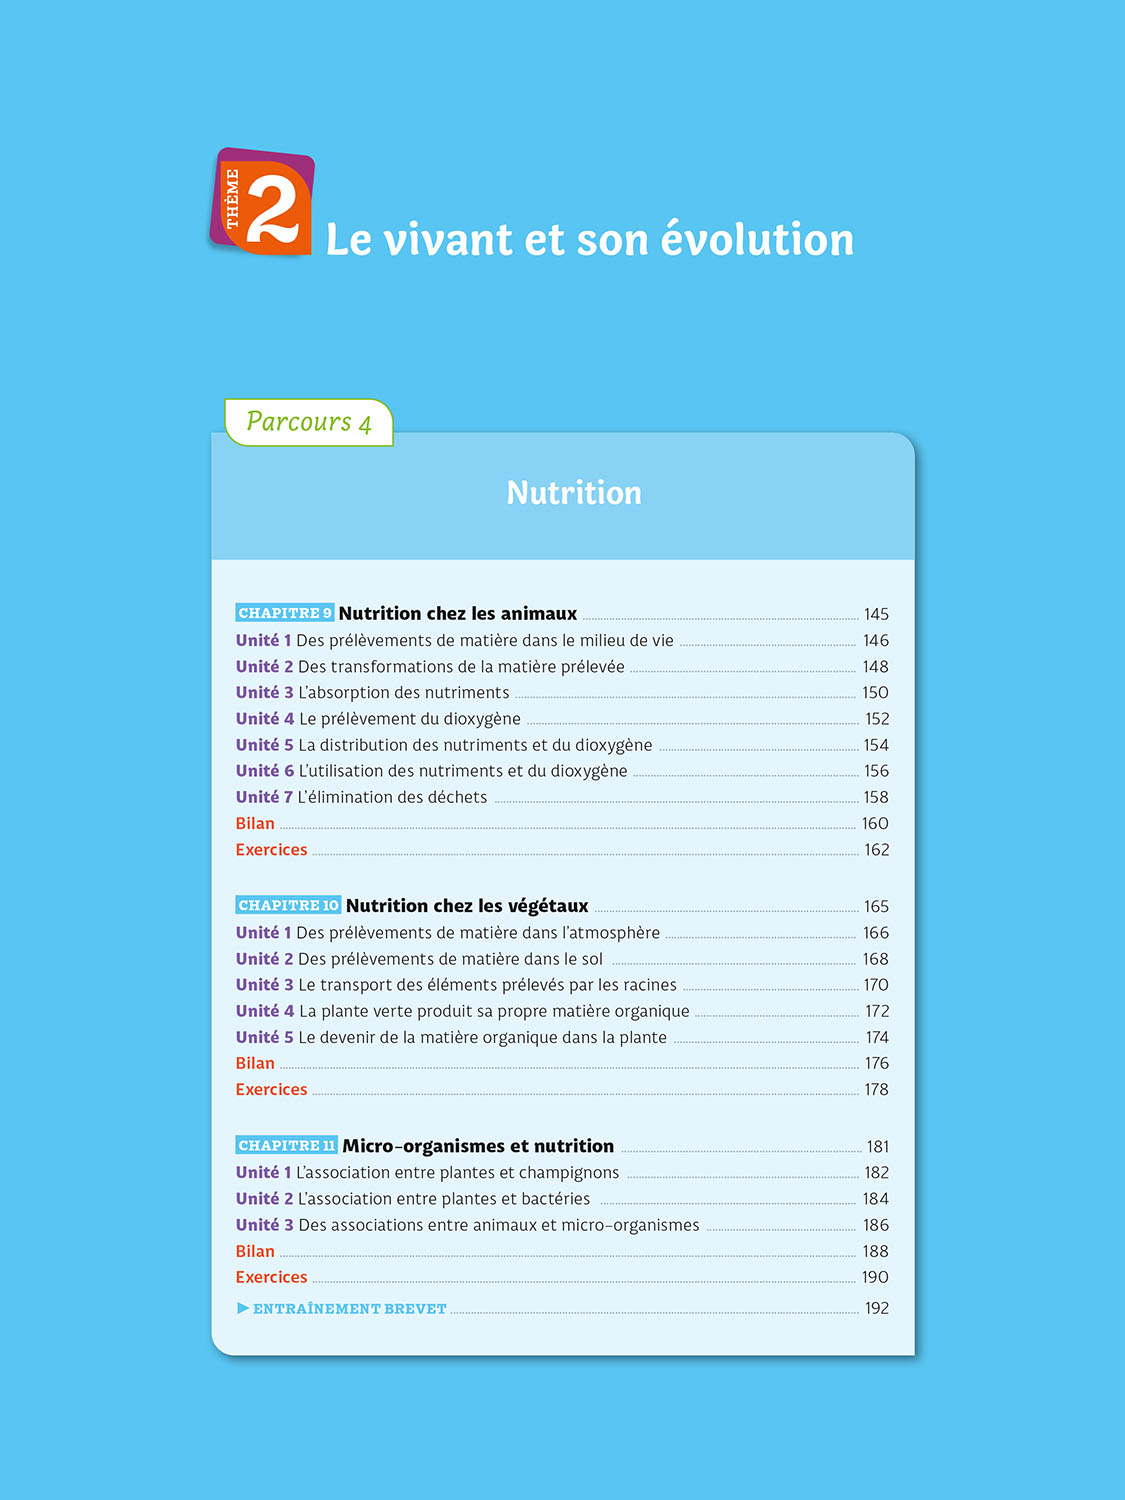 THÈME
2
Le vivant et son évolution
Parcours 4
Nutrition
CHAPITRE 9 Nutrition chez les animaux 145
Unité 1 Des prélèvements de matière dans le milieu de vie 146
Unité 2 Des transformations de la matière prélevée 148
Unité 3 L'absorption des nutriments 150
Unité 4 Le prélèvement du dioxygène 152
Unité 5 La distribution des nutriments et du dioxygène 154
Unité 6 L'utilisation des nutriments et du dioxygène 156
Unité 7 L'élimination des déchets 158
Bilan 160
Exercices 162
CHAPITRE 10 Nutrition chez les végétaux 165
Unité 1 Des prélèvements de matière dans l'atmosphère 166
Unité 2 Des prélèvements de matière dans le sol 168
Unité 3 Le transport des éléments prélevés par les racines 170
Unité 4 La plante verte produit sa propre matière organique 172
Unité 5 Le devenir de la matière organique dans la plante 174
Bilan 176
Exercices 178
CHAPITRE 11 Micro-organismes et nutrition 181
Unité 1 L'association entre plantes et champignons 182
Unité 2 L'association entre plantes et bactéries 184
Unité 3 Des associations entre animaux et micro-organismes 186
Bilan 188
Exercices 190
▶ ENTRAÎNEMENT BREVET 192